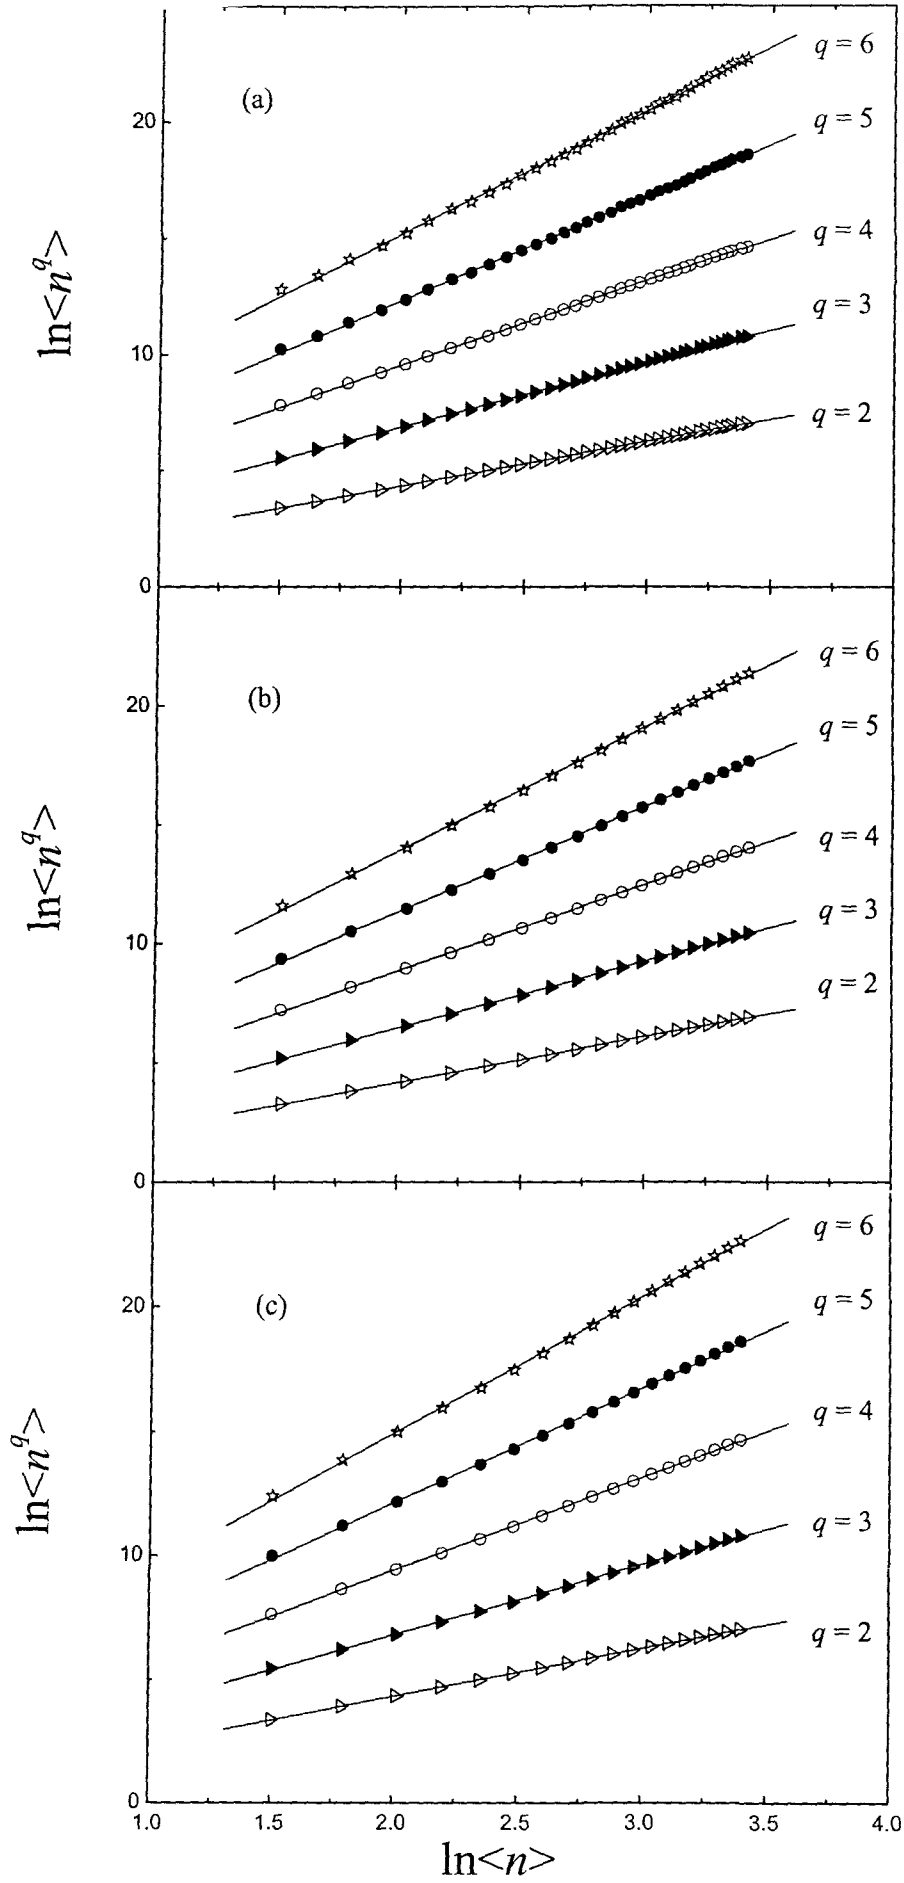 q = 6
(a)
q = 5
20
q = 4
ln<n^q>
q = 3
10
q = 2
0
q = 6
(b)
20
q = 5
q = 4
ln<n^q>
q = 3
10
q = 2
0
q = 6
(c)
20
q = 5
q = 4
ln<n^q>
q = 3
10
q = 2
0
1.0 1.5 2.0 2.5 3.0 3.5 4.0
ln<n>